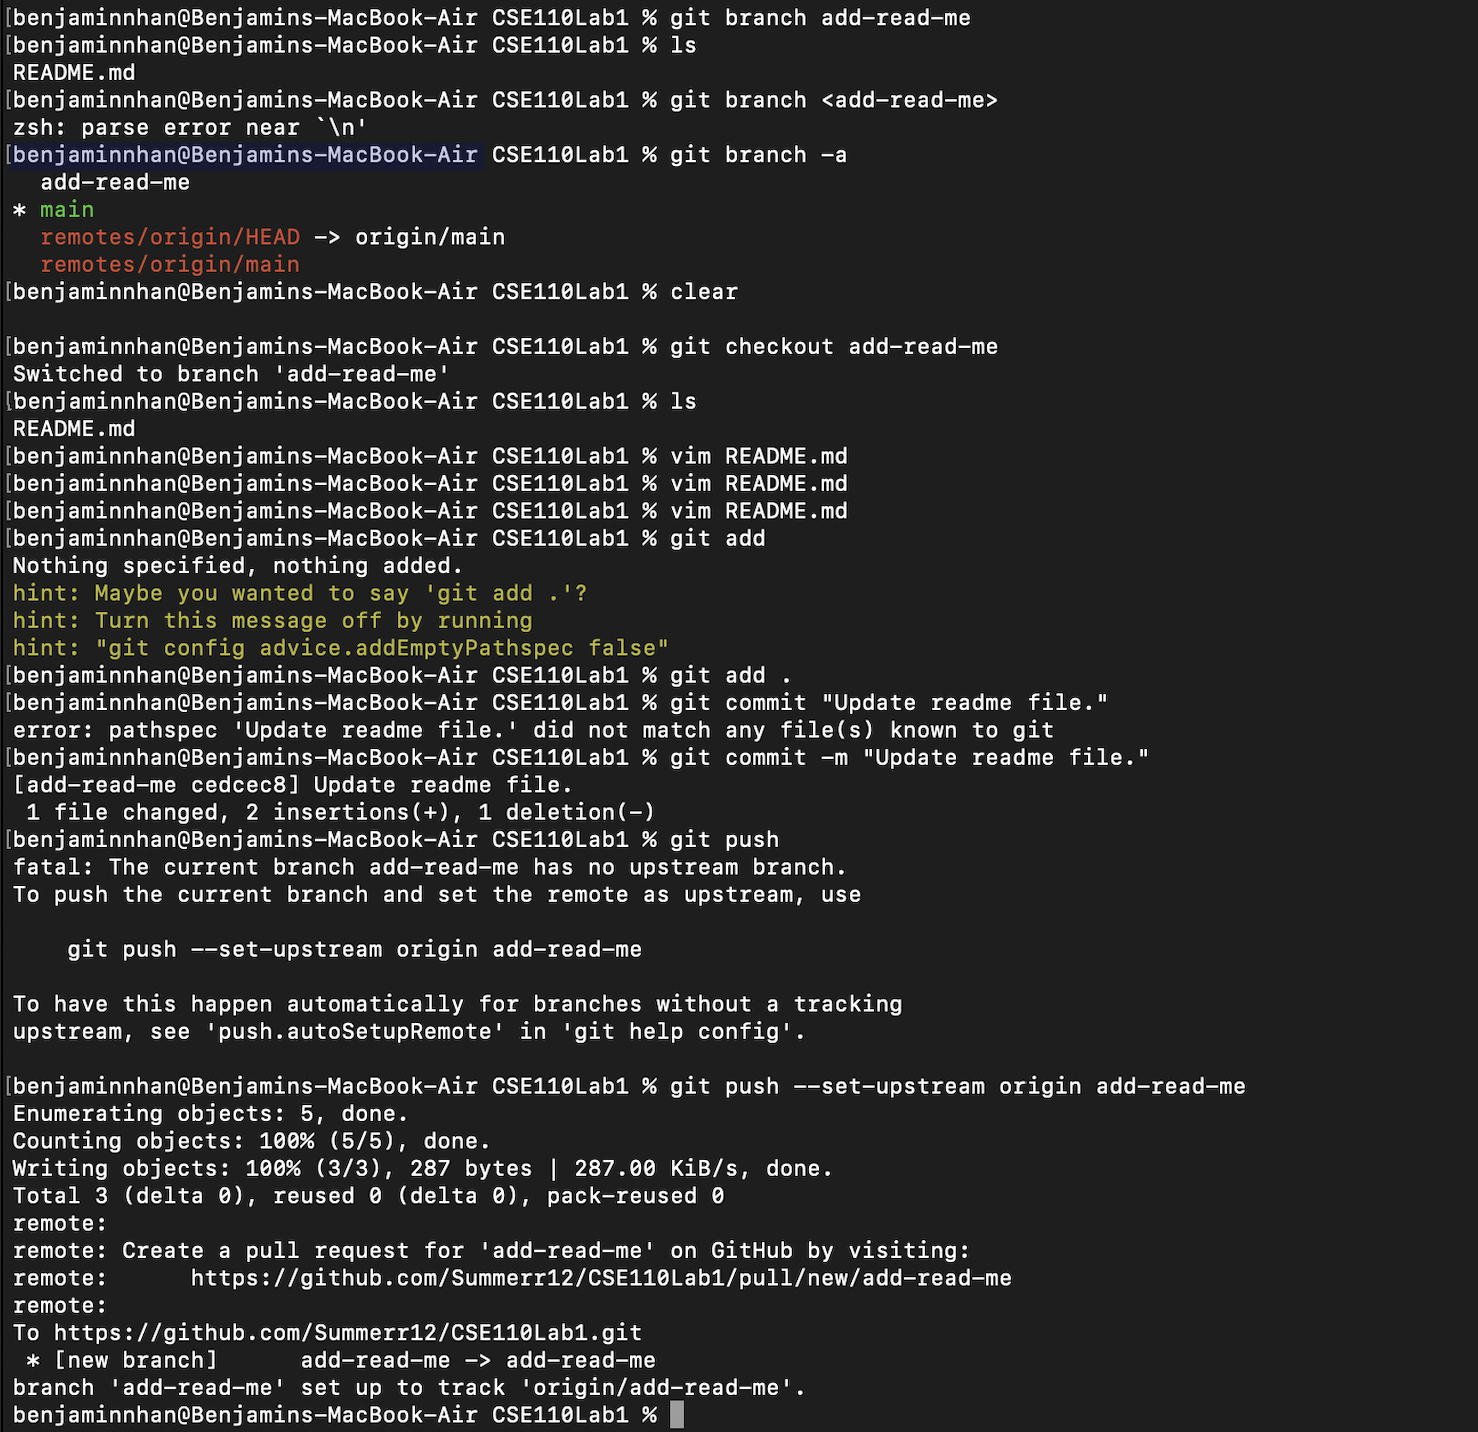 [benjaminnhan@Benjamins-MacBook-Air CSE110Lab1 % git branch add-read-me
[benjaminnhan@Benjamins-MacBook-Air CSE110Lab1 % ls
README.md
[benjaminnhan@Benjamins-MacBook-Air CSE110Lab1 % git branch <add-read-me>
zsh: parse error near `\n'
[benjaminnhan@Benjamins-MacBook-Air CSE110Lab1 % git branch -a
  add-read-me
* main
  remotes/origin/HEAD -> origin/main
  remotes/origin/main
[benjaminnhan@Benjamins-MacBook-Air CSE110Lab1 % clear
[benjaminnhan@Benjamins-MacBook-Air CSE110Lab1 % git checkout add-read-me
Switched to branch 'add-read-me'
[benjaminnhan@Benjamins-MacBook-Air CSE110Lab1 % ls
README.md
[benjaminnhan@Benjamins-MacBook-Air CSE110Lab1 % vim README.md
[benjaminnhan@Benjamins-MacBook-Air CSE110Lab1 % vim README.md
[benjaminnhan@Benjamins-MacBook-Air CSE110Lab1 % vim README.md
[benjaminnhan@Benjamins-MacBook-Air CSE110Lab1 % git add
Nothing specified, nothing added.
hint: Maybe you wanted to say 'git add .'?
hint: Turn this message off by running
hint: "git config advice.addEmptyPathspec false"
[benjaminnhan@Benjamins-MacBook-Air CSE110Lab1 % git add .
[benjaminnhan@Benjamins-MacBook-Air CSE110Lab1 % git commit "Update readme file."
error: pathspec 'Update readme file.' did not match any file(s) known to git
[benjaminnhan@Benjamins-MacBook-Air CSE110Lab1 % git commit -m "Update readme file."
[add-read-me cedcec8] Update readme file.
 1 file changed, 2 insertions(+), 1 deletion(-)
[benjaminnhan@Benjamins-MacBook-Air CSE110Lab1 % git push
fatal: The current branch add-read-me has no upstream branch.
To push the current branch and set the remote as upstream, use
    git push --set-upstream origin add-read-me
To have this happen automatically for branches without a tracking
upstream, see 'push.autoSetupRemote' in 'git help config'.
[benjaminnhan@Benjamins-MacBook-Air CSE110Lab1 % git push --set-upstream origin add-read-me
Enumerating objects: 5, done.
Counting objects: 100% (5/5), done.
Writing objects: 100% (3/3), 287 bytes | 287.00 KiB/s, done.
Total 3 (delta 0), reused 0 (delta 0), pack-reused 0
remote:
remote: Create a pull request for 'add-read-me' on GitHub by visiting:
remote:      https://github.com/Summerr12/CSE110Lab1/pull/new/add-read-me
remote:
To https://github.com/Summerr12/CSE110Lab1.git
 * [new branch]      add-read-me -> add-read-me
branch 'add-read-me' set up to track 'origin/add-read-me'.
benjaminnhan@Benjamins-MacBook-Air CSE110Lab1 %